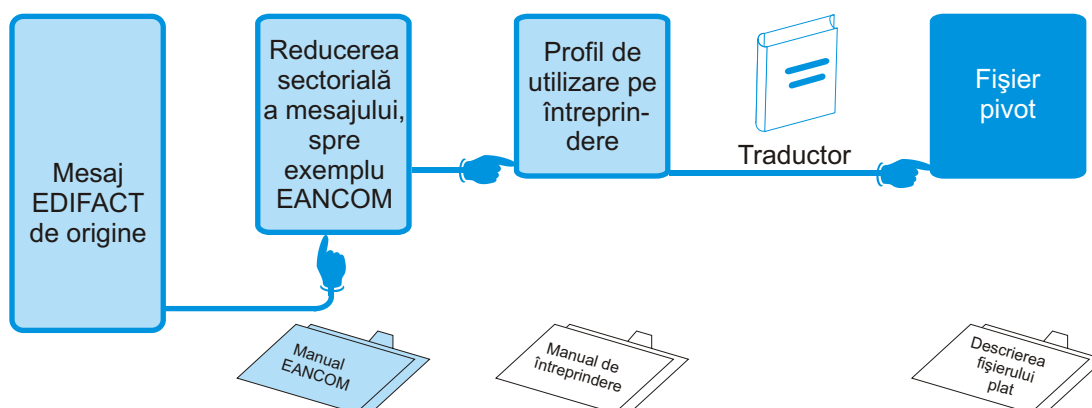 Mesaj
EDIFACT
de origine
Reducerea
sectorială
a mesajului,
spre
exemplu
EANCOM
Profil de
utilizare pe
întreprin-
dere
Traductor
Fişier
pivot
Manual
EANCOM
Manual de
întreprindere
Descrierea
fişierului
plat